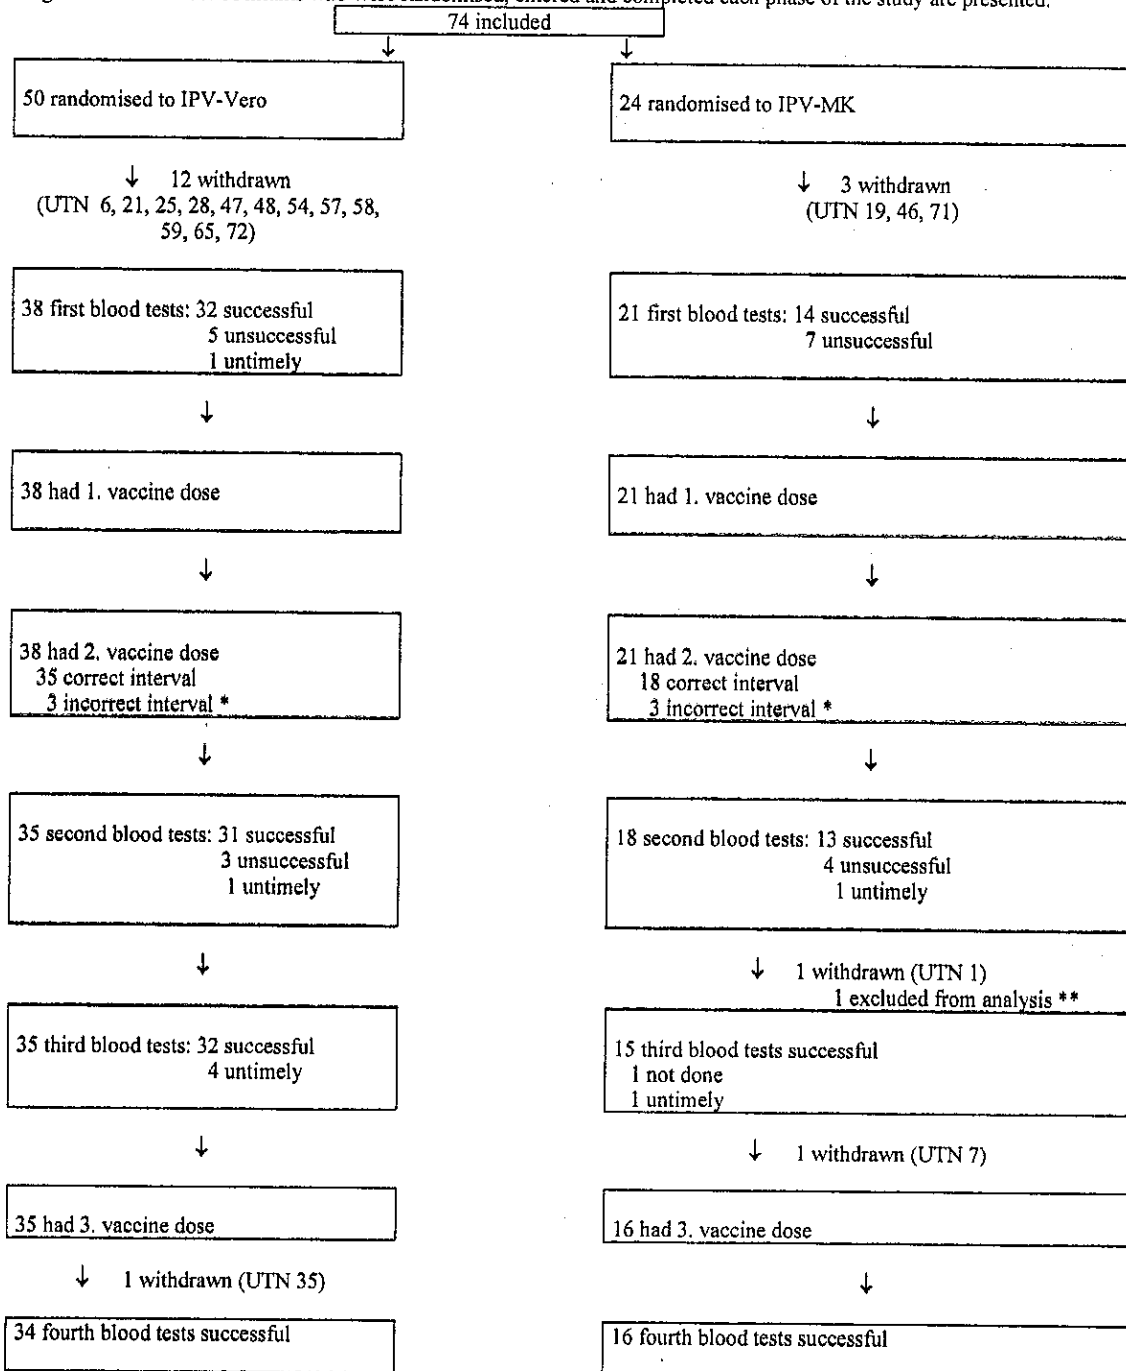 completed each phase of the study are presented.
74 included
50 randomised to IPV-Vero
↓ 12 withdrawn
(UTN 6, 21, 25, 28, 47, 48, 54, 57, 58,
59, 65, 72)
38 first blood tests: 32 successful
5 unsuccessful
1 untimely
↓
38 had 1. vaccine dose
↓
38 had 2. vaccine dose
35 correct interval
3 incorrect interval *
↓
35 second blood tests: 31 successful
3 unsuccessful
1 untimely
↓
35 third blood tests: 32 successful
4 untimely
↓
35 had 3. vaccine dose
↓ 1 withdrawn (UTN 35)
34 fourth blood tests successful
24 randomised to IPV-MK
↓ 3 withdrawn
(UTN 19, 46, 71)
21 first blood tests: 14 successful
7 unsuccessful
↓
21 had 1. vaccine dose
↓
21 had 2. vaccine dose
18 correct interval
3 incorrect interval *
↓
18 second blood tests: 13 successful
4 unsuccessful
1 untimely
↓ 1 withdrawn (UTN 1)
1 excluded from analysis **
15 third blood tests successful
1 not done
1 untimely
↓ 1 withdrawn (UTN 7)
16 had 3. vaccine dose
↓
16 fourth blood tests successful